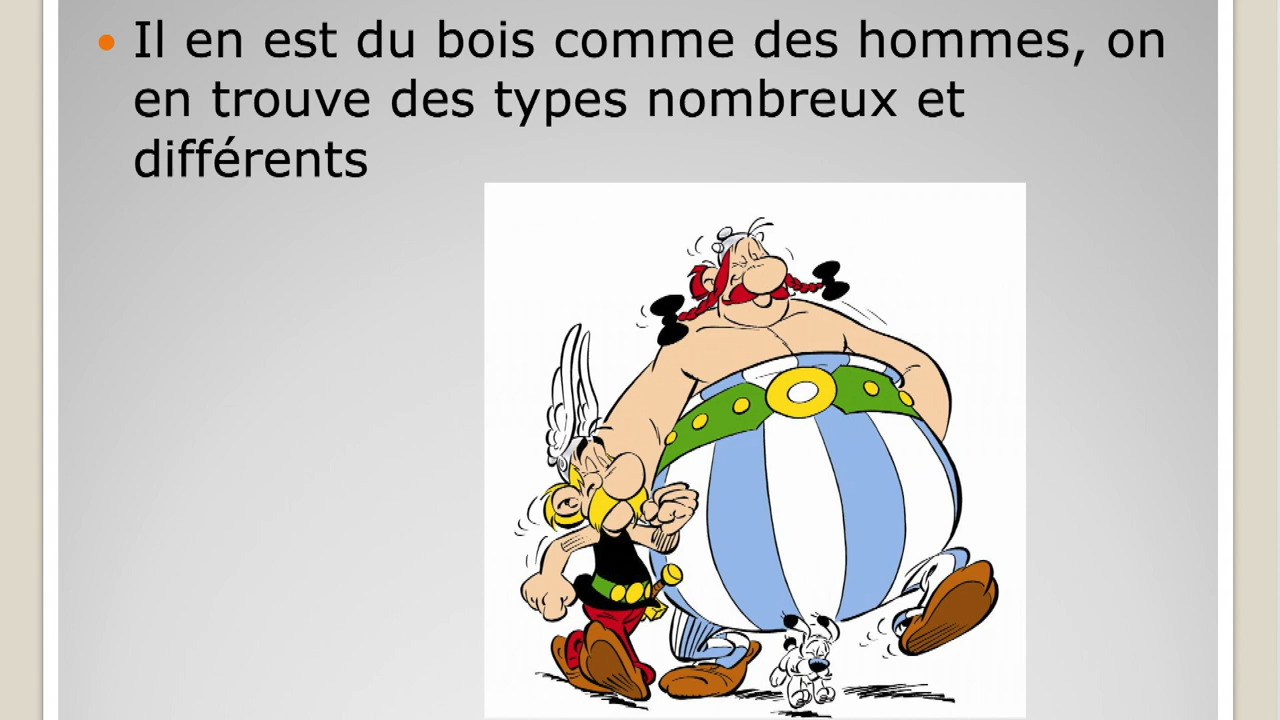 Il en est du bois comme des hommes, on
en trouve des types nombreux et
différents